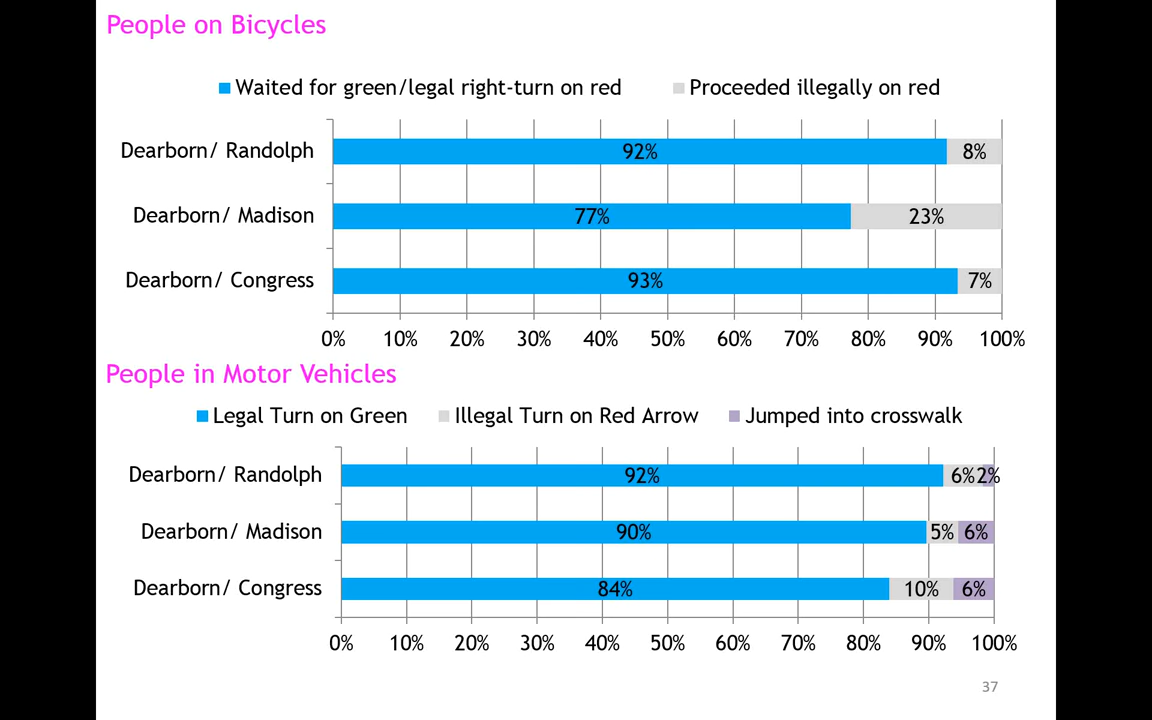 People on Bicycles
Waited for green/legal right-turn on red Proceeded illegally on red
Dearborn/ Randolph 92% 8%
Dearborn/ Madison 77% 23%
Dearborn/ Congress 93% 7%
0% 10% 20% 30% 40% 50% 60% 70% 80% 90% 100%
People in Motor Vehicles
Legal Turn on Green Illegal Turn on Red Arrow Jumped into crosswalk
Dearborn/ Randolph 92% 6% 2%
Dearborn/ Madison 90% 5% 6%
Dearborn/ Congress 84% 10% 6%
0% 10% 20% 30% 40% 50% 60% 70% 80% 90% 100%
37